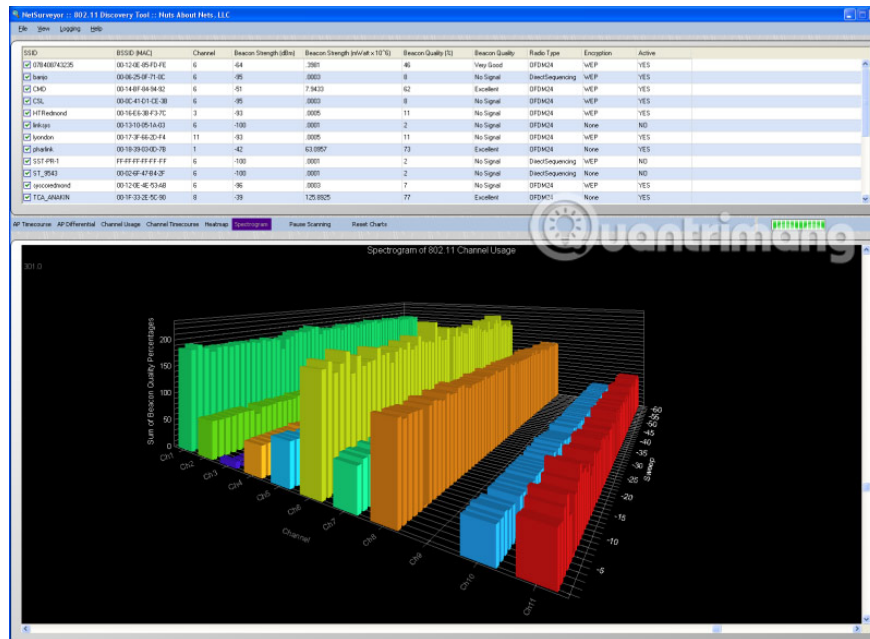 NetSurveyor :: 802.11 Discovery Tool :: Nuts About Nets, LLC
File View Logging Help
SSID BSSID (MAC) Channel Beacon Strength (dBm) Beacon Strength (mWatt x 10^6) Beacon Quality (%) Beacon Quality Radio Type Encryption Active
07B408743235 00-12-0E-85-FD-FE 6 -64 .3981 46 Very Good OFDM24 WEP YES
banjo 00-06-25-0F-71-0C 6 -95 .0003 8 No Signal DirectSequencing WEP YES
CMD 00-14-BF-84-94-92 6 -51 7.9433 62 Excellent OFDM24 WEP YES
CSL 00-0C-41-D1-CE-3B 6 -95 .0003 8 No Signal OFDM24 WEP YES
HTRedmond 00-16-E6-3B-F3-7C 3 -93 .0005 11 No Signal OFDM24 WEP YES
linksys 00-13-10-05-1A-03 6 -100 .0001 2 No Signal OFDM24 None NO
lyondon 00-17-3F-66-2D-F4 11 -93 .0005 11 No Signal OFDM24 WEP YES
pharlink 00-18-39-03-0D-7B 1 -42 63.0957 73 Excellent OFDM24 None YES
SST-PR-1 FF-FF-FF-FF-FF-FF 6 -100 .0001 2 No Signal DirectSequencing WEP NO
ST_9543 00-02-6F-47-B4-2F 6 -100 .0001 2 No Signal DirectSequencing WEP NO
syscoredmond 00-12-0E-4E-53-AB 6 -96 .0003 7 No Signal OFDM24 WEP YES
TCA_ANAKIN 00-1F-33-2E-5C-90 8 -39 125.8925 77 Excellent OFDM24 None YES
AP Timecourse AP Differential Channel Usage Channel Timecourse Heatmap Spectrogram Pause Scanning Reset Charts
Quantrimang
Spectrogram of 802.11 Channel Usage
301.0
Sum of Beacon Quality Percentages
200
150
100
50
0
Ch1
Ch2
Ch3
Ch4
Ch5
Ch6
Ch7
Ch8
Ch9
Ch10
Ch11
Channel
-60
-55
-50
-45
-40
-35
-30
-25
-20
-15
-10
-5
Sweep